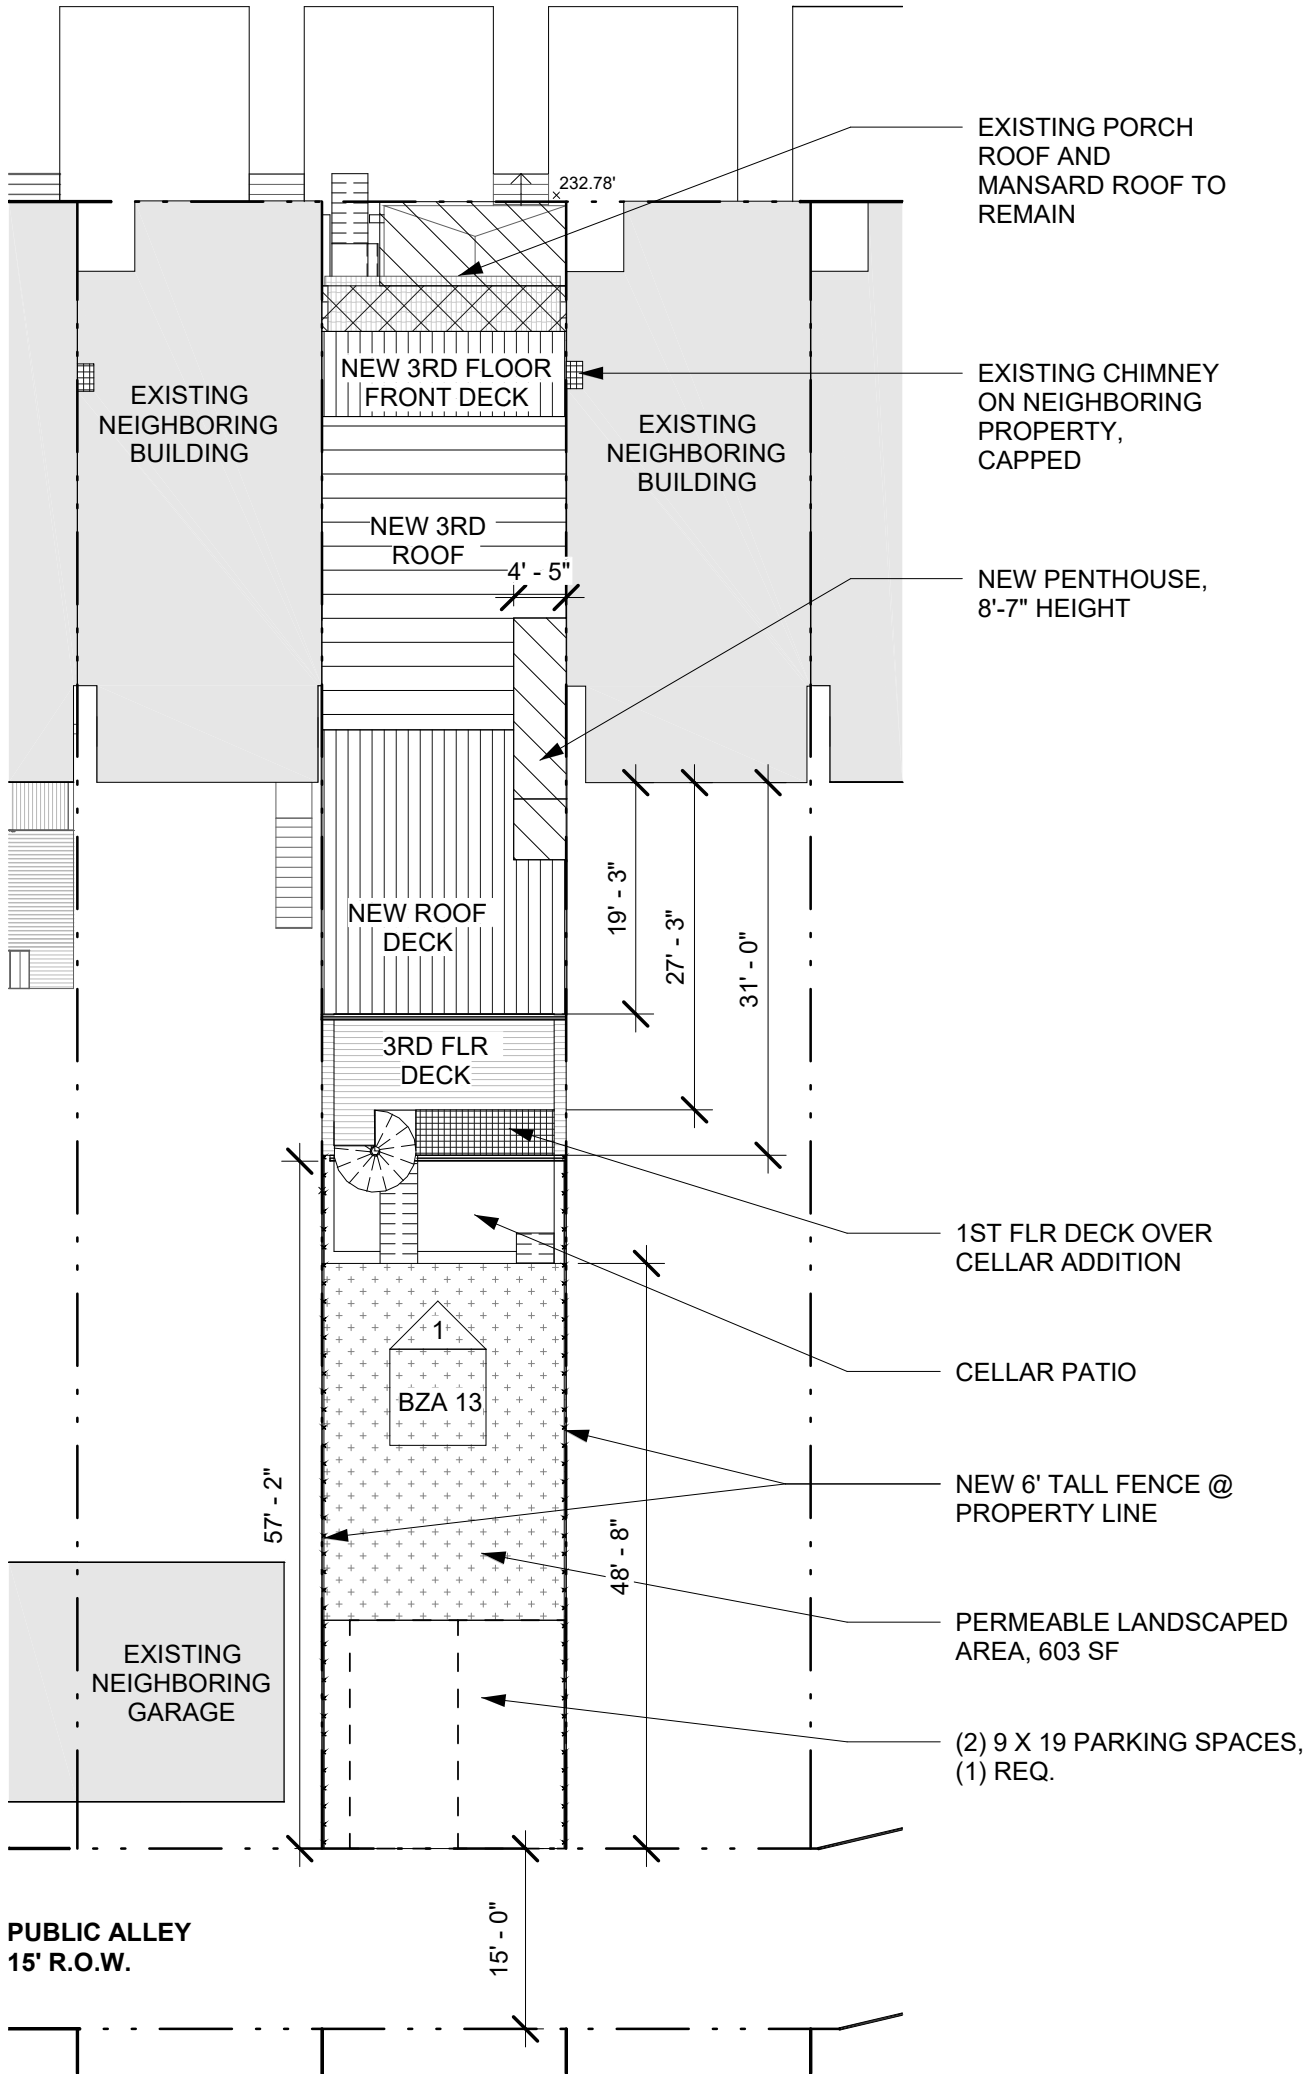 EXISTING PORCH
ROOF AND
MANSARD ROOF TO
REMAIN
232.78'
NEW 3RD FLOOR
FRONT DECK
EXISTING CHIMNEY
ON NEIGHBORING
PROPERTY,
CAPPED
EXISTING
NEIGHBORING
BUILDING
EXISTING
NEIGHBORING
BUILDING
NEW 3RD
ROOF
4' - 5"
NEW PENTHOUSE,
8'-7" HEIGHT
19' - 3"
27' - 3"
31' - 0"
NEW ROOF
DECK
3RD FLR
DECK
1ST FLR DECK OVER
CELLAR ADDITION
1
BZA 13
CELLAR PATIO
57' - 2"
48' - 8"
NEW 6' TALL FENCE @
PROPERTY LINE
PERMEABLE LANDSCAPED
AREA, 603 SF
EXISTING
NEIGHBORING
GARAGE
(2) 9 X 19 PARKING SPACES,
(1) REQ.
PUBLIC ALLEY
15' R.O.W.
15' - 0"